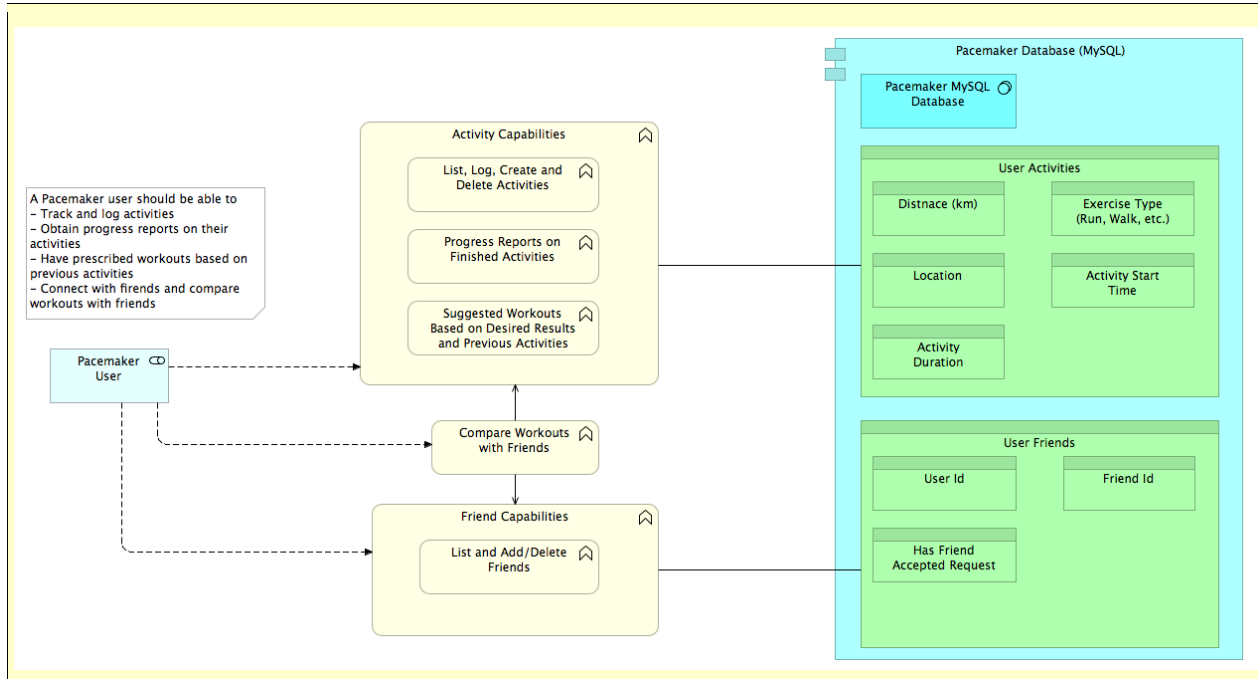 A Pacemaker user should be able to
– Track and log activities
– Obtain progress reports on their
activities
– Have prescribed workouts based on
previous activities
– Connect with firends and compare
workouts with friends
Pacemaker
User
Activity Capabilities
List, Log, Create and
Delete Activities
Progress Reports on
Finished Activities
Suggested Workouts
Based on Desired Results
and Previous Activities
Compare Workouts
with Friends
Friend Capabilities
List and Add/Delete
Friends
Pacemaker Database (MySQL)
Pacemaker MySQL
Database
User Activities
Distnace (km)
Exercise Type
(Run, Walk, etc.)
Location
Activity Start
Time
Activity
Duration
User Friends
User Id
Friend Id
Has Friend
Accepted Request